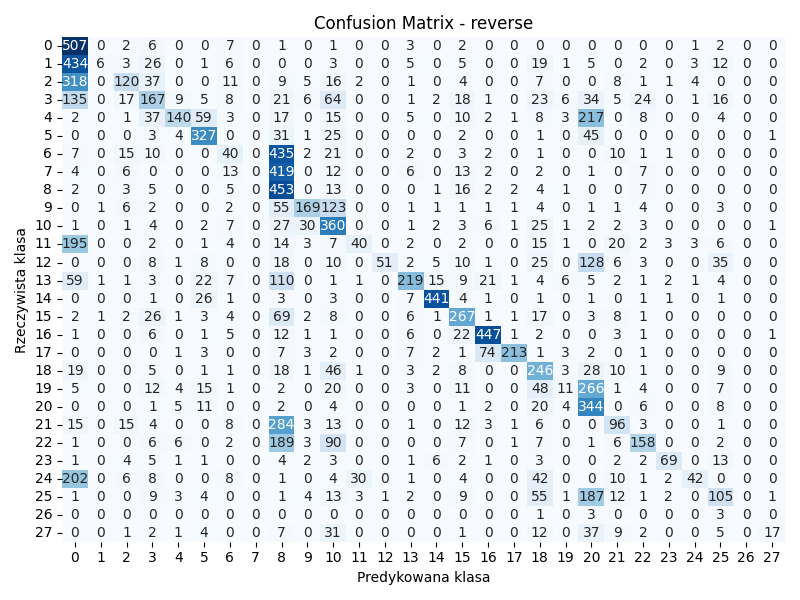 Confusion Matrix - reverse
0 507 0 2 6 0 0 7 0 1 0 1 0 0 3 0 2 0 0 0 0 0 0 0 0 1 2 0 0
1 434 6 3 26 0 1 6 0 0 0 3 0 0 5 0 5 0 0 19 1 5 0 2 0 3 12 0 0
2 318 0 120 37 0 0 11 0 9 5 16 2 0 1 0 4 0 0 7 0 0 8 1 1 4 0 0 0
3 135 0 17 167 9 5 8 0 21 6 64 0 0 1 2 18 1 0 23 6 34 5 24 0 1 16 0 0
4 2 0 1 37 140 59 3 0 17 0 15 0 0 5 0 10 2 1 8 3 217 0 8 0 0 4 0 0
5 0 0 0 3 4 327 0 0 31 1 25 0 0 0 0 2 0 0 1 0 45 0 0 0 0 0 0 1
6 7 0 15 10 0 0 40 0 435 2 21 0 0 2 0 3 2 0 1 0 0 10 1 1 0 0 0 0
7 4 0 6 0 0 0 13 0 419 0 12 0 0 6 0 13 2 0 2 0 1 0 7 0 0 0 0 0
8 2 0 3 5 0 0 5 0 453 0 13 0 0 0 1 16 2 2 4 1 0 0 7 0 0 0 0 0
9 0 1 6 2 0 0 2 0 55 169 123 0 0 1 1 1 1 1 4 0 1 4 4 0 0 3 0 0
10 1 0 1 4 0 2 7 0 27 30 360 0 0 1 2 3 6 1 25 1 2 2 3 0 0 0 0 1
11 195 0 0 2 0 1 4 0 14 3 7 40 0 2 0 2 0 0 15 1 0 20 2 3 3 6 0 0
12 0 0 0 8 1 8 0 0 18 0 10 0 51 2 5 10 1 0 25 0 128 6 3 0 0 35 0 0
13 59 0 1 1 3 0 22 7 0 110 0 1 1 0 219 15 9 21 1 4 6 5 2 1 2 1 4 0 0
14 0 0 0 1 0 26 1 0 3 0 3 0 0 7 441 4 1 0 1 0 1 0 1 1 0 1 0 0
15 2 1 2 26 1 3 4 0 69 2 8 0 0 6 1 267 1 1 17 0 3 8 1 0 0 0 0 0
16 1 0 0 6 0 1 5 0 12 1 1 0 0 6 0 22 447 1 2 0 0 3 1 0 0 0 0 1
17 0 0 0 0 1 3 0 0 7 3 2 0 0 7 2 1 74 213 1 3 2 0 1 0 0 0 0 0
18 19 0 0 5 0 1 1 0 18 1 46 1 0 3 2 8 0 0 246 3 28 10 1 0 0 9 0 0
19 5 0 0 12 4 15 1 0 2 0 20 0 0 3 0 11 0 0 48 11 266 1 4 0 0 7 0 0
20 0 0 0 1 5 11 0 0 2 0 4 0 0 0 0 1 2 0 20 4 344 0 6 0 0 8 0 0
21 15 0 15 4 0 0 8 0 284 3 13 0 0 1 0 12 3 1 6 0 0 96 3 0 0 1 0 0
22 1 0 0 6 6 0 2 0 189 3 90 0 0 0 0 7 0 1 7 0 1 6 158 0 0 2 0 0
23 1 0 4 5 1 1 0 0 4 2 3 0 0 1 6 2 1 0 3 0 0 2 2 69 0 13 0 0
24 202 0 6 8 0 0 8 0 1 0 4 30 0 1 0 4 0 0 42 0 0 10 1 2 42 0 0 0
25 1 0 0 9 3 4 0 0 1 4 13 3 1 2 0 9 0 0 55 1 187 12 1 2 0 105 0 1
26 0 0 0 0 0 0 0 0 0 0 0 0 0 0 0 0 0 0 1 0 3 0 0 0 0 3 0 0
27 0 0 1 2 1 4 0 0 7 0 31 0 0 0 0 1 0 0 12 0 37 9 2 0 0 5 0 17
0 1 2 3 4 5 6 7 8 9 10 11 12 13 14 15 16 17 18 19 20 21 22 23 24 25 26 27
Predykowana klasa
Rzeczywista klasa